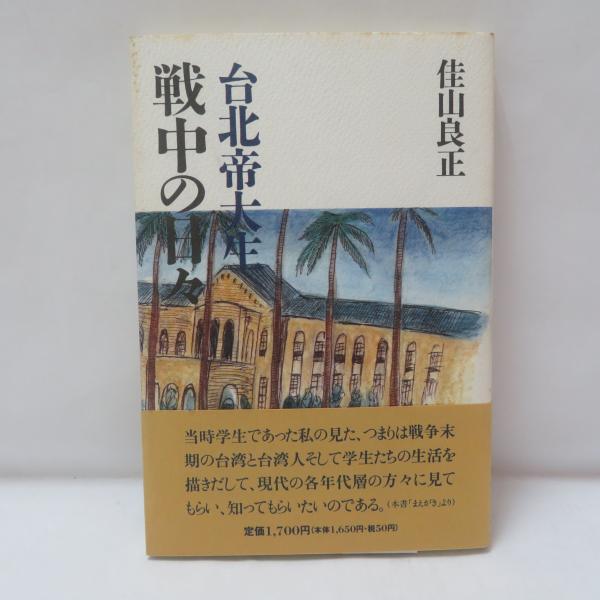 佳山良正
台北帝大生
戦中の日々
当時学生であった私の見た、つまりは戦争末
期の台湾と台湾人そして学生たちの生活を
描きだして、現代の各年代層の方々に見て
もらい、知ってもらいたいのである。(本書「まえがき」より)
定価1,700円(本体1,650円・税50円)